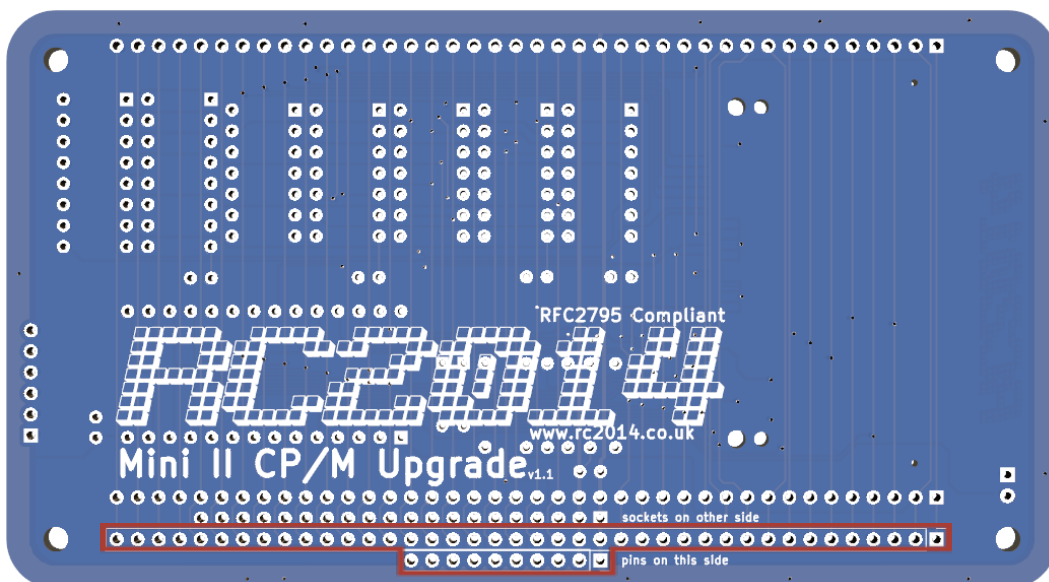 RFC2795 Compliant
RC2014
www.rc2014.co.uk
Mini II CP/M Upgrade v1.1
sockets on other side
pins on this side